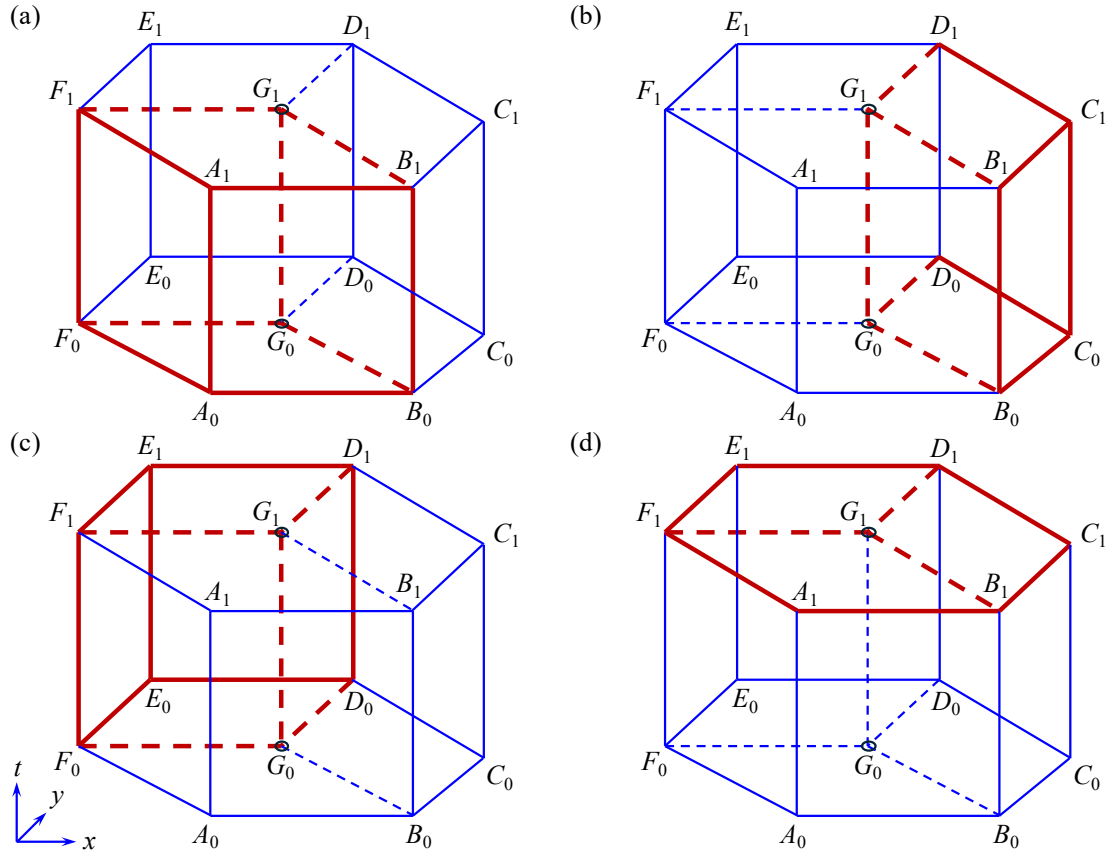 (a)
E₁
D₁
F₁
G₁
C₁
A₁
B₁
E₀
D₀
F₀
G₀
C₀
A₀
B₀
(b)
E₁
D₁
F₁
G₁
C₁
A₁
B₁
E₀
D₀
F₀
G₀
C₀
A₀
B₀
(c)
E₁
D₁
F₁
G₁
C₁
A₁
B₁
E₀
D₀
F₀
G₀
C₀
A₀
B₀
t
y
x
(d)
E₁
D₁
F₁
G₁
C₁
A₁
B₁
E₀
D₀
F₀
G₀
C₀
A₀
B₀